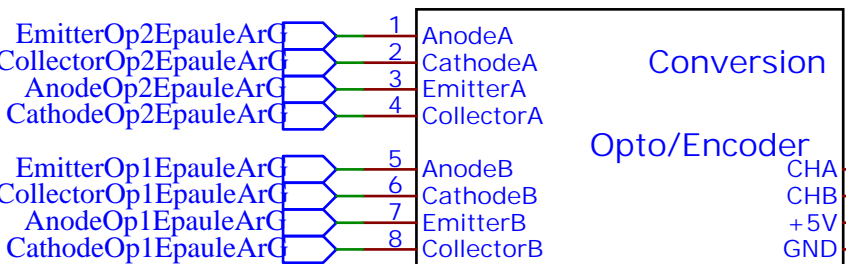 EmitterOp2EpauleArG 1 AnodeA
CollectorOp2EpauleArG 2 CathodeA Conversion
AnodeOp2EpauleArG 3 EmitterA
CathodeOp2EpauleArG 4 CollectorA
Opto/Encoder
EmitterOp1EpauleArG 5 AnodeB CHA
CollectorOp1EpauleArG 6 CathodeB CHB
AnodeOp1EpauleArG 7 EmitterB +5V
CathodeOp1EpauleArG 8 CollectorB GND